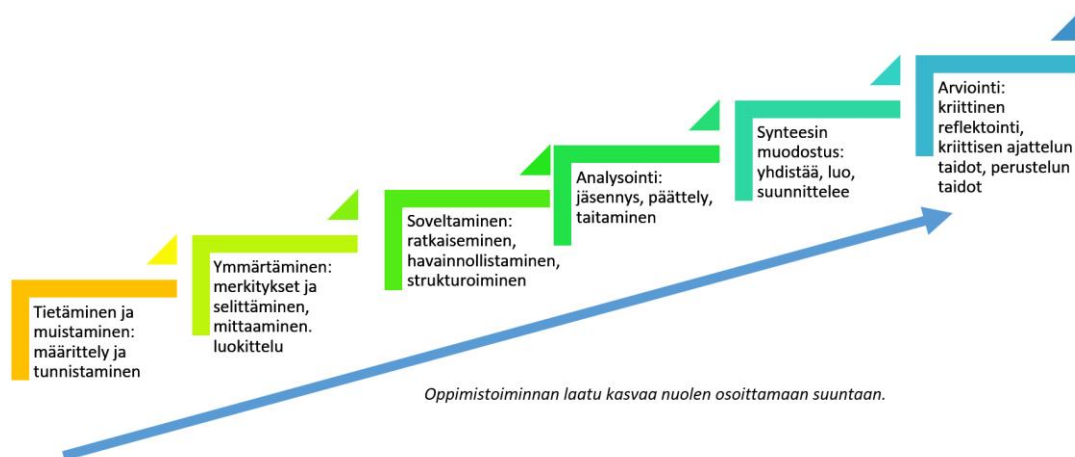 Tietäminen ja
muistaminen:
määrittely ja
tunnistaminen
Ymmärtäminen:
merkitykset ja
selittäminen,
mittaaminen.
luokittelu
Soveltaminen:
ratkaiseminen,
havainnollistaminen,
strukturoiminen
Analysointi:
jäsennys, päättely,
taitaminen
Synteesin
muodostus:
yhdistää, luo,
suunnittelee
Arviointi:
kriittinen
reflektointi,
kriittisen ajattelun
taidot, perustelun
taidot
Oppimistoiminnan laatu kasvaa nuolen osoittamaan suuntaan.